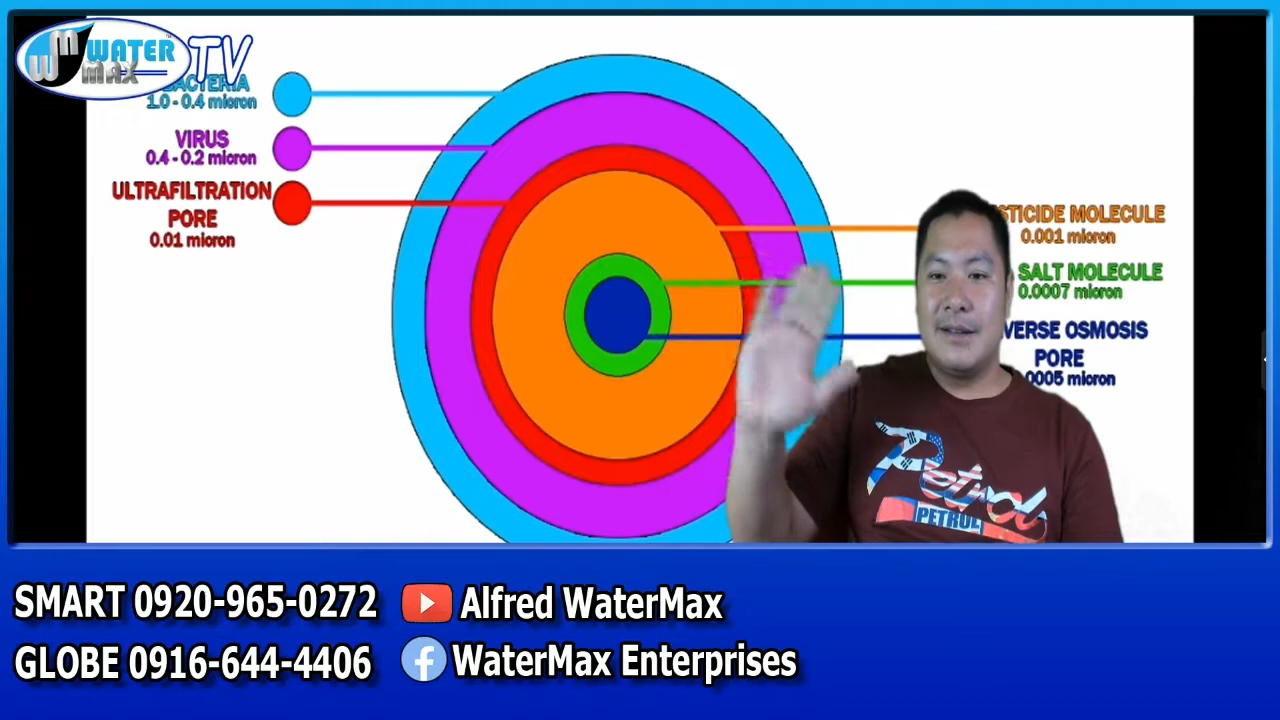 WATER
MAX
TV
BACTERIA
1.0 - 0.4 micron
VIRUS
0.4 - 0.2 micron
ULTRAFILTRATION
PORE
0.01 micron
STICIDE MOLECULE
0.001 micron
SALT MOLECULE
0.0007 micron
VERSE OSMOSIS
PORE
0005 micron
Petrol
PETROL
SMART 0920-965-0272
Alfred WaterMax
GLOBE 0916-644-4406
WaterMax Enterprises